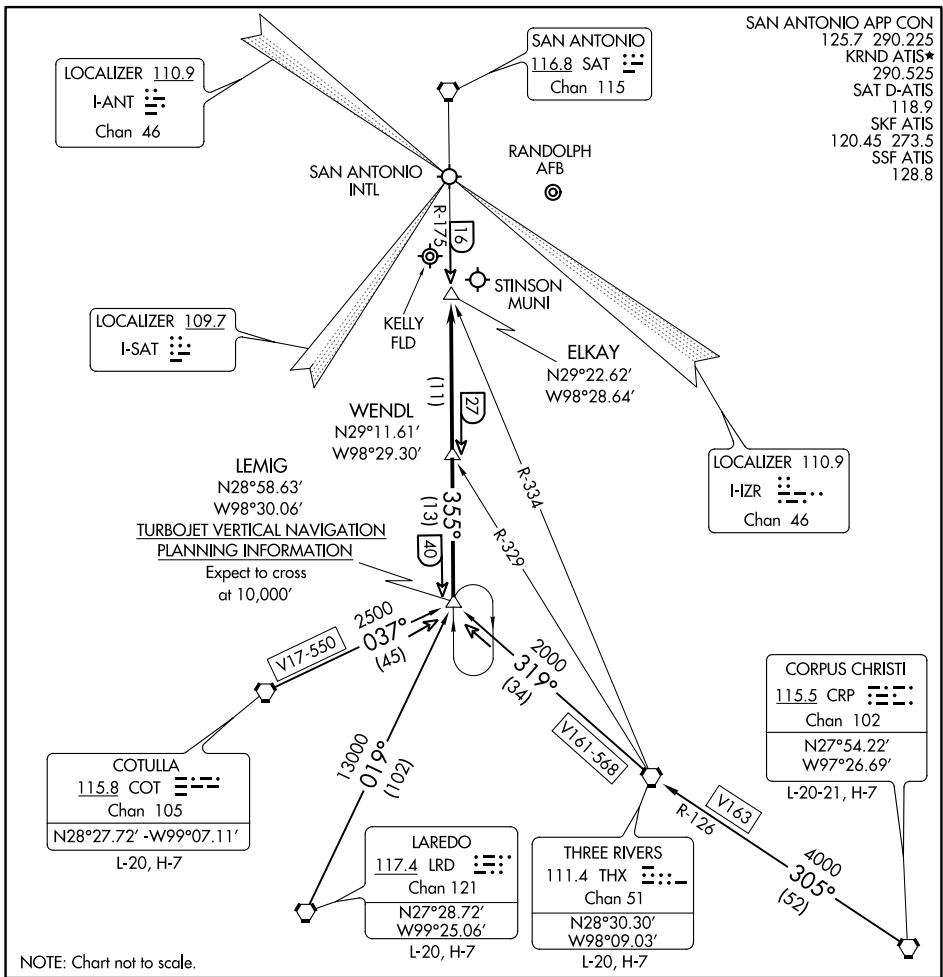 SAN ANTONIO APP CON
125.7 290.225
KRND ATIS★
290.525
SAT D-ATIS
118.9
SKF ATIS
120.45 273.5
SSF ATIS
128.8
SAN ANTONIO
116.8 SAT
Chan 115
LOCALIZER 110.9
I-ANT
Chan 46
SAN ANTONIO
INTL
RANDOLPH
AFB
R-175
16
KELLY
FLD
STINSON
MUNI
LOCALIZER 109.7
I-SAT
ELKAY
N29°22.62'
W98°28.64'
(11)
27
WENDL
N29°11.61'
W98°29.30'
LOCALIZER 110.9
I-IZR
Chan 46
LEMIG
N28°58.63'
W98°30.06'
TURBOJET VERTICAL NAVIGATION
PLANNING INFORMATION
Expect to cross
at 10,000'
355°
(13)
40
R-334
R-329
V17-550
2500
037°
(45)
2000
319°
(34)
V161-568
13000
019°
(102)
CORPUS CHRISTI
115.5 CRP
Chan 102
N27°54.22'
W97°26.69'
L-20-21, H-7
V163
R-126
4000
305°
(52)
COTULLA
115.8 COT
Chan 105
N28°27.72' -W99°07.11'
L-20, H-7
LAREDO
117.4 LRD
Chan 121
N27°28.72'
W99°25.06'
L-20, H-7
THREE RIVERS
111.4 THX
Chan 51
N28°30.30'
W98°09.03'
L-20, H-7
NOTE: Chart not to scale.